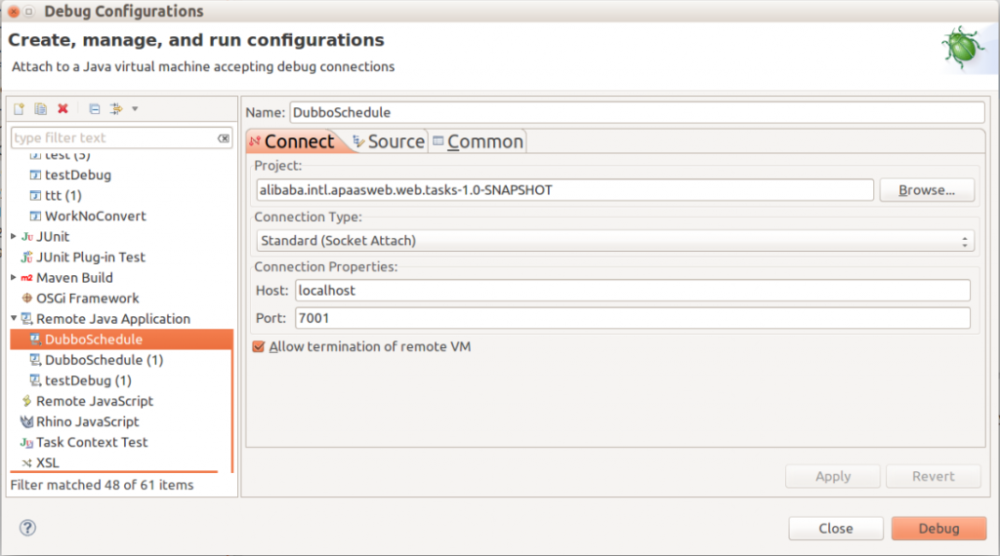 Debug Configurations
Create, manage, and run configurations
Attach to a Java virtual machine accepting debug connections
type filter text
test (5)
testDebug
ttt (1)
WorkNoConvert
JUnit
JUnit Plug-in Test
Maven Build
OSGi Framework
Remote Java Application
DubboSchedule
DubboSchedule (1)
testDebug (1)
Remote JavaScript
Rhino JavaScript
Task Context Test
XSL
Filter matched 48 of 61 items
Name: DubboSchedule
Connect Source Common
Project:
alibaba.intl.apaasweb.web.tasks-1.0-SNAPSHOT Browse...
Connection Type:
Standard (Socket Attach)
Connection Properties:
Host: localhost
Port: 7001
Allow termination of remote VM
Apply Revert
Close Debug